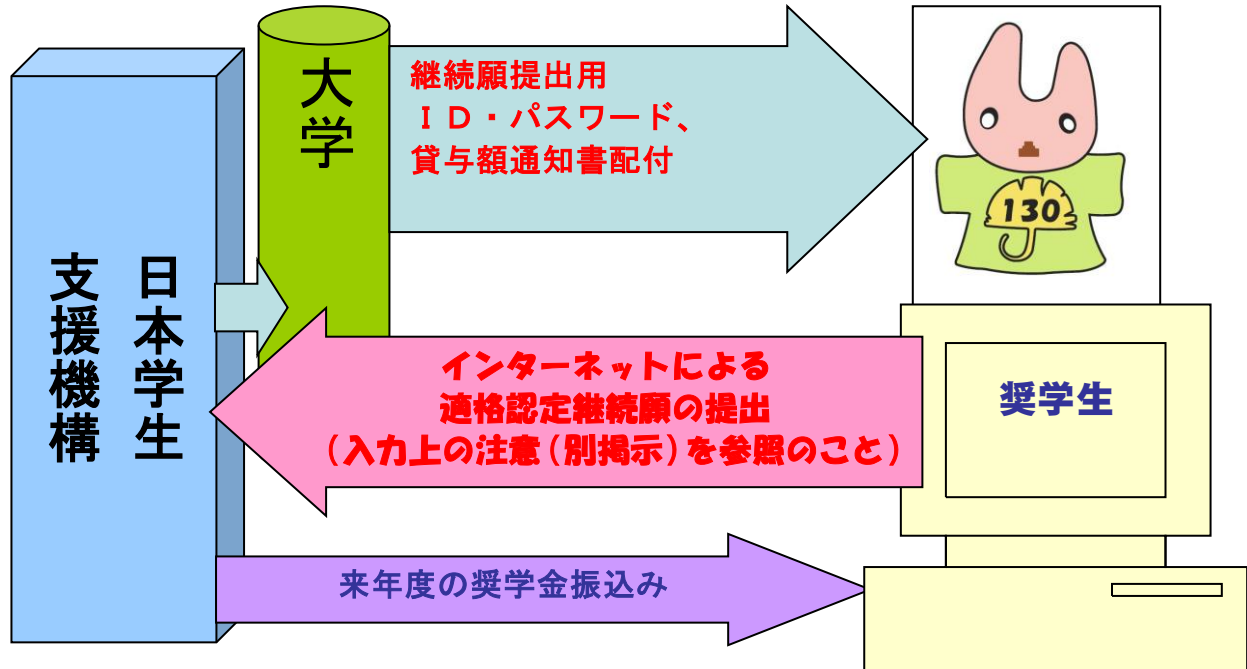 大学
継続願提出用
ＩＤ・パスワード、
貸与額通知書配付
130
日本学生
支援機構
インターネットによる
適格認定継続願の提出
（入力上の注意（別掲示）を参照のこと）
奨学生
来年度の奨学金振込み